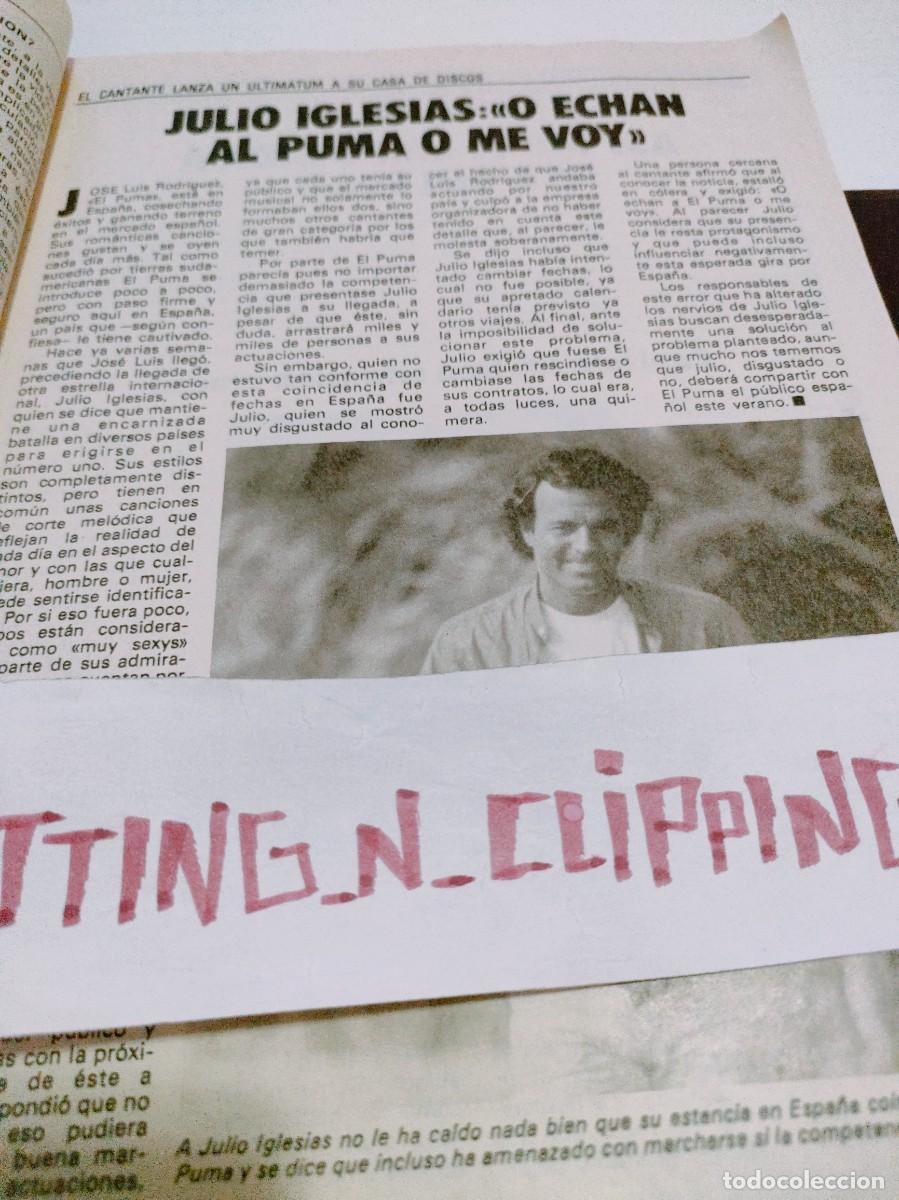 EL CANTANTE LANZA UN ULTIMATUM A SU CASA DE DISCOS
JULIO IGLESIAS:«O ECHAN
AL PUMA O ME VOY»
JOSE Luis Rodríguez,
«El Puma», está en
España, cosechando
éxitos y ganando terreno
en el mercado español.
Sus románticas cancio-
nes gustan y se oyen
cada día más. Tal como
sucedió por tierras suda-
mericanas El Puma se
introduce poco a poco,
pero con paso firme y
seguro aquí en España,
un país que —según con-
fiesa— le tiene cautivado.
Hace ya varias sema-
nas que José Luis llegó,
precediendo la llegada de
otra estrella internacio-
nal, Julio Iglesias, con
quien se dice que mantie-
ne una encarnizada
batalla en diversos países
para erigirse en el
número uno. Sus estilos
son completamente dis-
tintos, pero tienen en
común unas canciones
de corte melódica que
eflejan la realidad de
ada día en el aspecto del
mor y con las que cual-
iera, hombre o mujer,
ede sentirse identifica-
Por si eso fuera poco,
bos están considera-
como «muy sexys»
parte de sus admira-
ya que cada uno tenía su
público y que el mercado
musical no solamente lo
formaban ellos dos, sino
muchos otros cantantes
de gran categoría por los
que también habría que
temer.
Por parte de El Puma
parecía pues no importar
demasiado la competen-
cia que presentase Julio
Iglesias a su llegada, a
pesar de que éste, sin
duda, arrastrará miles y
miles de personas a sus
actuaciones.
Sin embargo, quien no
estuvo tan conforme con
esta coincidencia de
fechas en España fue
Julio, quien se mostró
muy disgustado al cono-
cer el hecho de que José
Luis Rodríguez andaba
actuando por nuestro
país y culpó a la empresa
organizadora de no haber
tenido en cuenta este
detalle que, al parecer, le
molesta soberanamente.
Se dijo incluso que
Julio Iglesias había inten-
tado cambiar fechas, lo
cual no fue posible, ya
que su apretado calen-
dario tenía previsto ya
otros viajes. Al final, ante
la imposibilidad de solu-
cionar este problema,
Julio exigió que fuese El
Puma quien rescindiese o
cambiase las fechas de
sus contratos, lo cual era,
a todas luces, una qui-
mera.
Una persona cercana
al cantante afirmó que al
conocer la noticia, estalló
en cólera y exigió: «O
echan a El Puma o me
voy». Al parecer Julio
considera que su presen-
cia le resta protagonismo
y que puede incluso
influenciar negativamen-
te esta esperada gira por
España.
Los responsables de
este error que ha alterado
los nervios de Julio Igle-
sias buscan desesperada-
mente una solución al
problema planteado, aun-
que mucho nos tememos
que julio, disgustado o
no, deberá compartir con
El Puma el público espa-
ñol este verano.
TTING_N_CLIPPING
público y
as con la próxi-
de éste a
pondió que no
eso pudiera
buena mar-
actuaciones,
A Julio Iglesias no le ha caído nada bien que su estancia en España coin
Puma y se dice que incluso ha amenazado con marcharse si la competen
todocoleccion